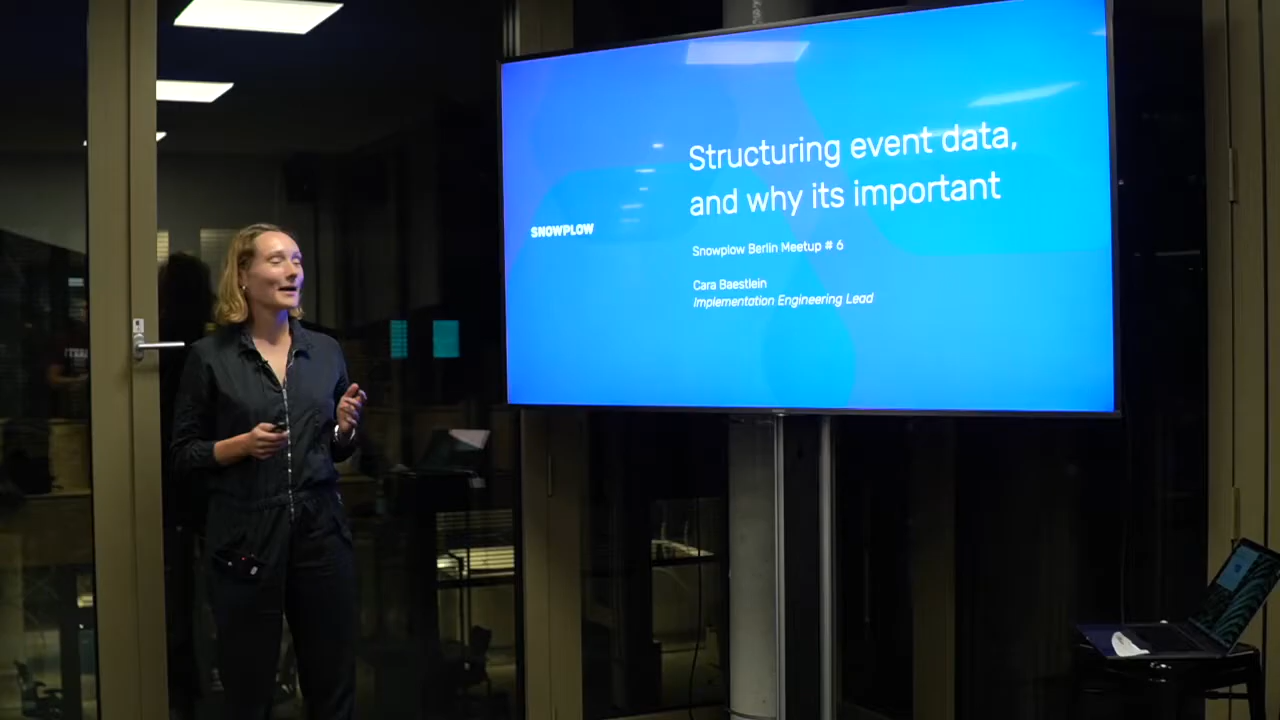 Structuring event data,
and why its important
SNOWPLOW
Snowplow Berlin Meetup # 6
Cara Baestlein
Implementation Engineering Lead